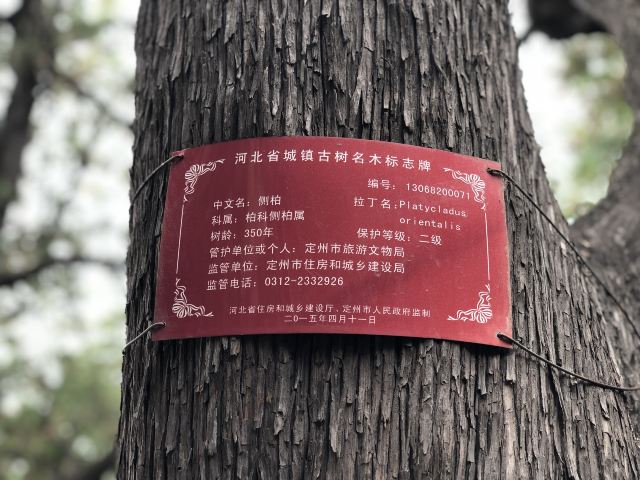 河北省城镇古树名木标志牌
编号：13068200071
中文名：侧柏
拉丁名：Platycladus
orientalis
科属：柏科侧柏属
树龄：350年
保护等级：二级
管护单位或个人：定州市旅游文物局
监管单位：定州市住房和城乡建设局
监管电话：0312-2332926
河北省住房和城乡建设厅、定州市人民政府监制
二〇一五年四月十一日